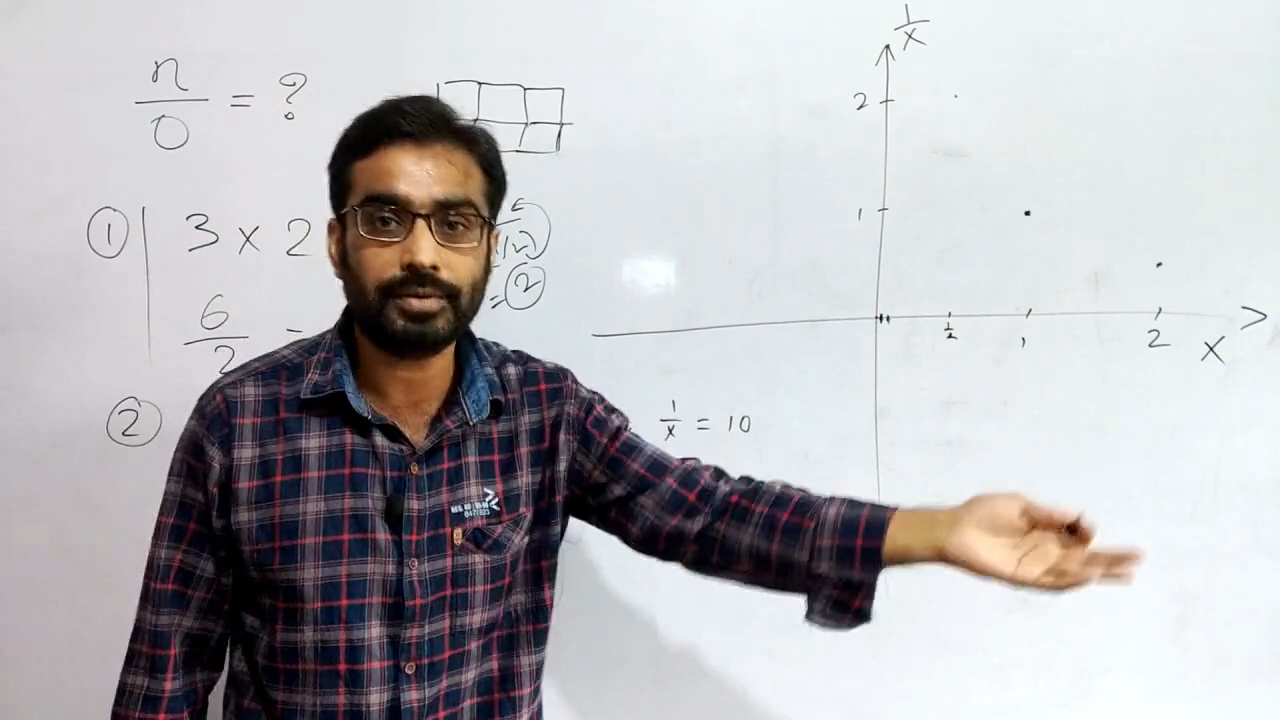 n/0 = ?
① 3 x 2
= ②
6/2 =
②
1/x = 10
1/x
2
1
1/2
1
2
X